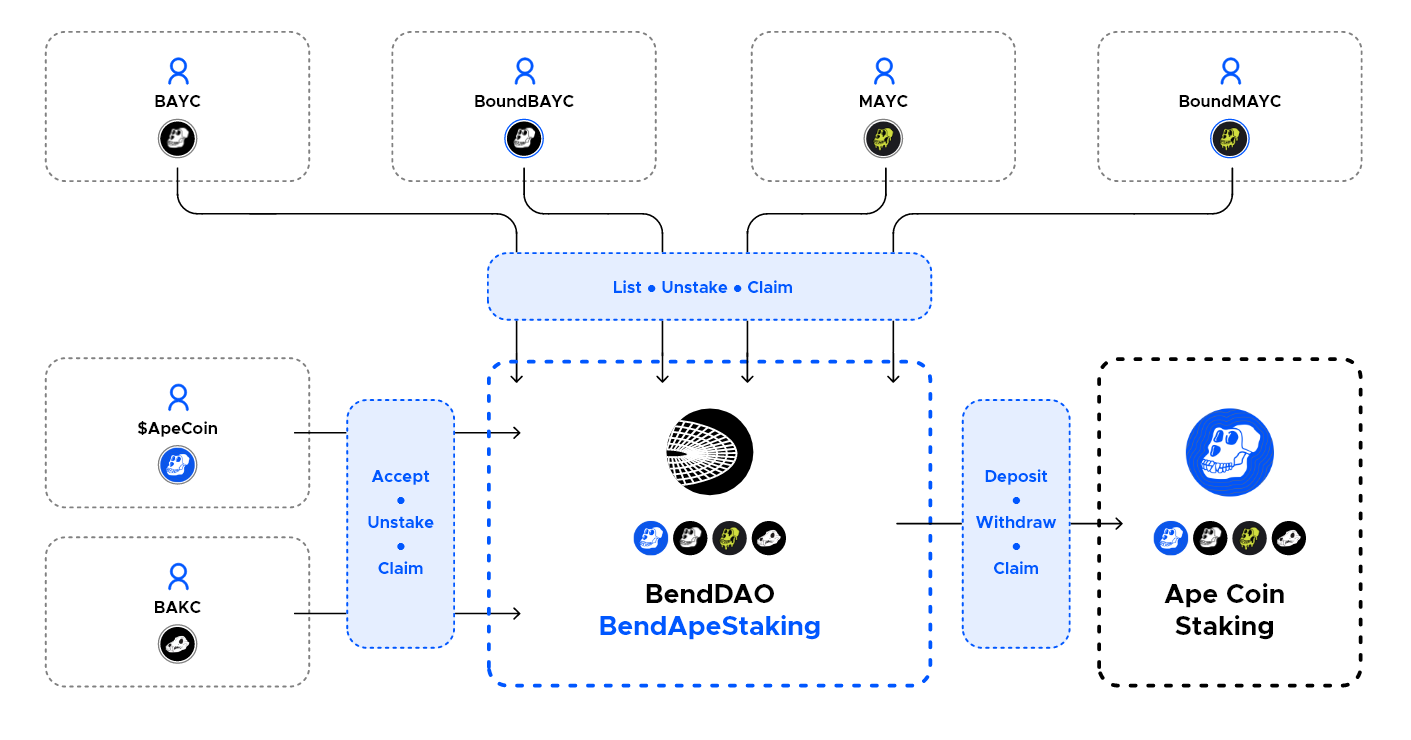 BAYC
BoundBAYC
MAYC
BoundMAYC
List • Unstake • Claim
$ApeCoin
BAKC
Accept
•
Unstake
•
Claim
BendDAO
BendApeStaking
Deposit
•
Withdraw
•
Claim
Ape Coin
Staking